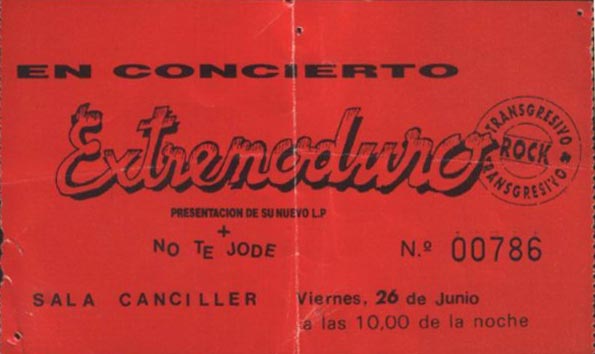 EN CONCIERTO
Extremoduro
TRANSGRESIVO
ROCK
TRANSGRESIVO
PRESENTACION DE SU NUEVO L.P
+
NO TE JODE
N.º 00786
SALA CANCILLER Viernes, 26 de Junio
a las 10,00 de la noche